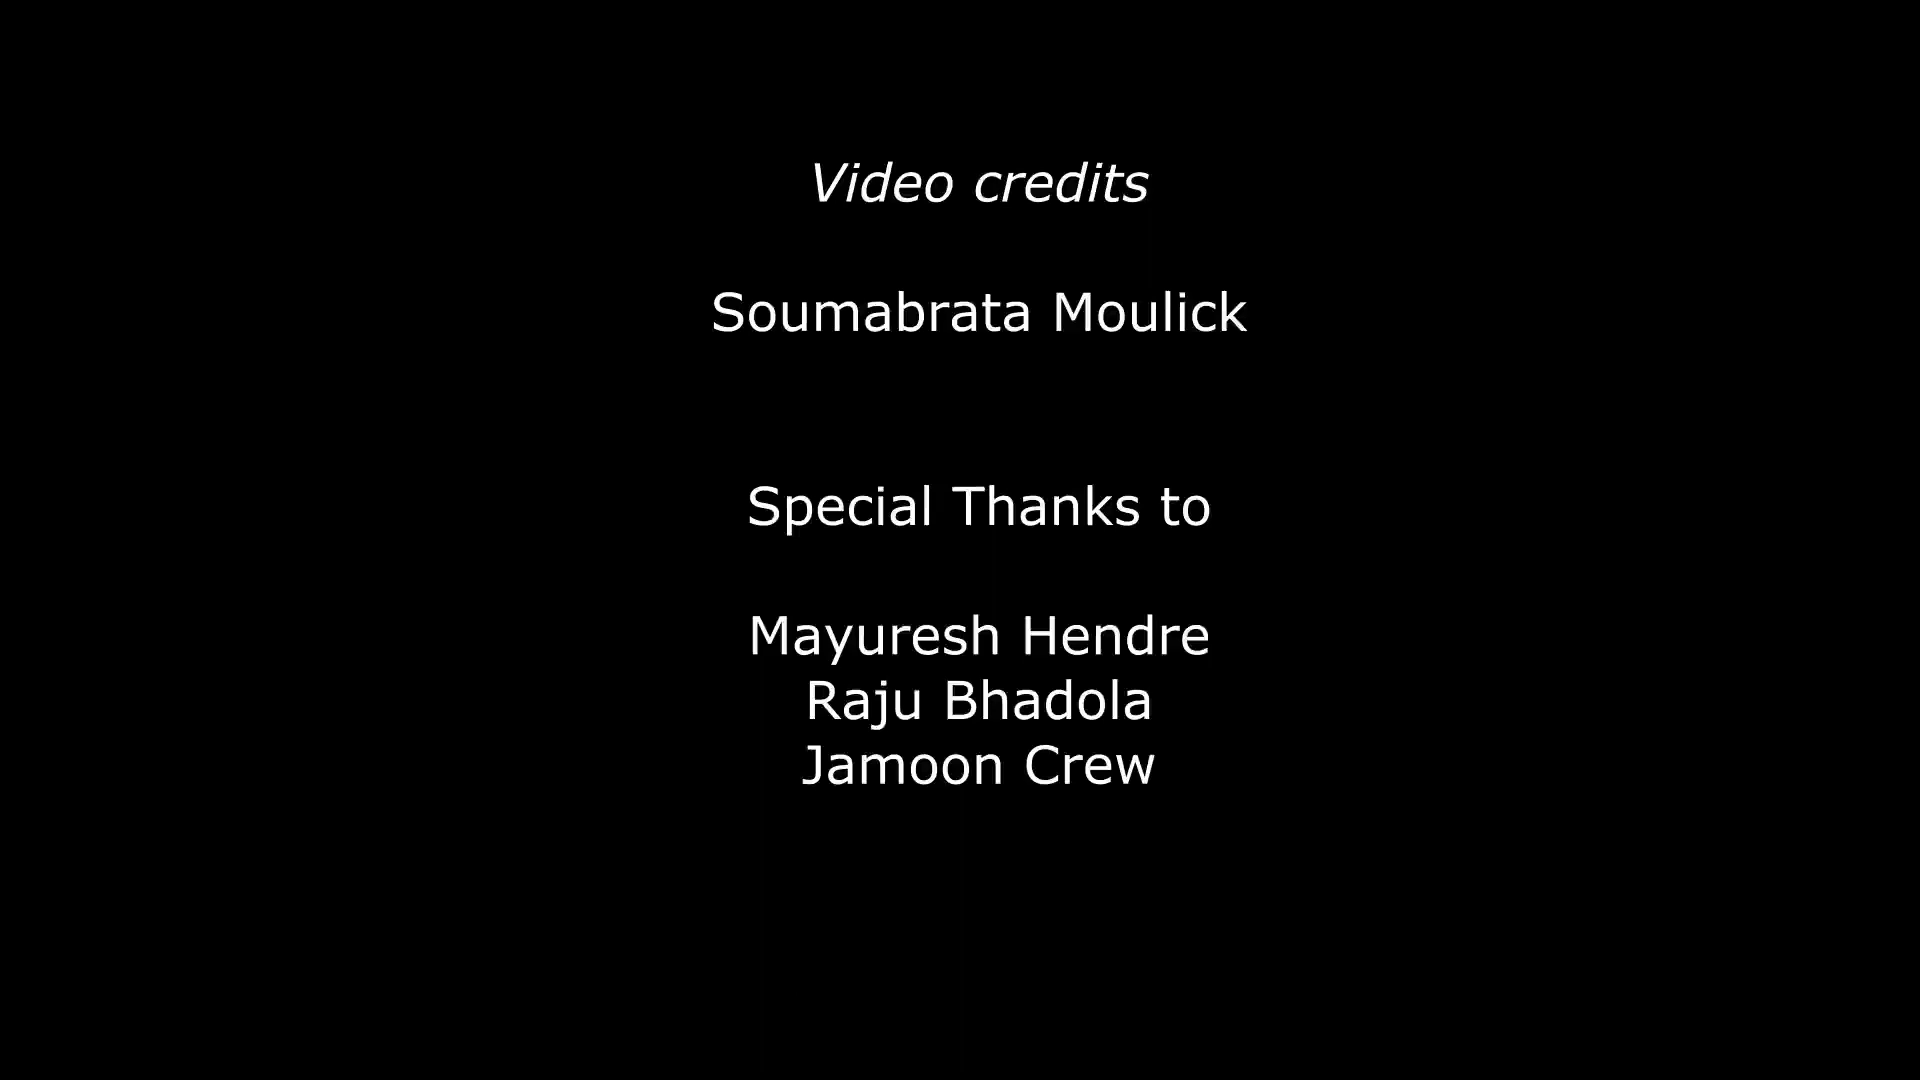 Video credits
Soumabrata Moulick
Special Thanks to
Mayuresh Hendre
Raju Bhadola
Jamoon Crew